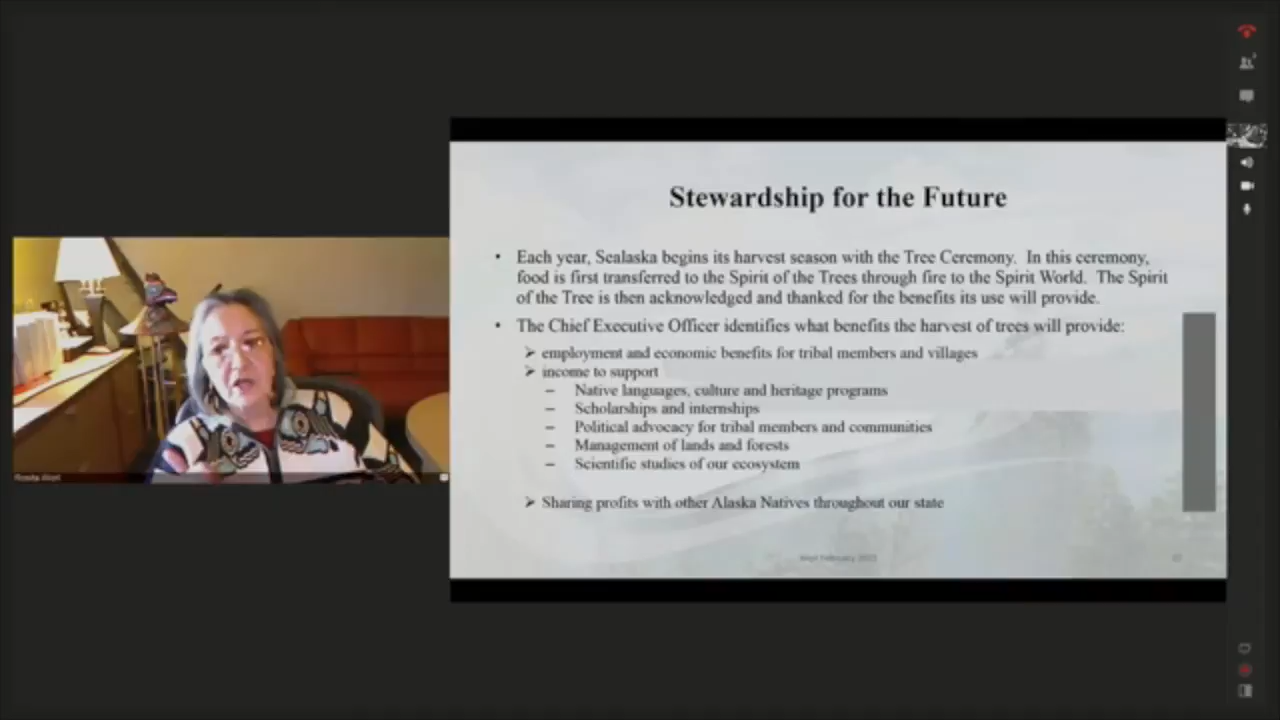 Stewardship for the Future
• Each year, Sealaska begins its harvest season with the Tree Ceremony. In this ceremony,
food is first transferred to the Spirit of the Trees through fire to the Spirit World. The Spirit
of the Tree is then acknowledged and thanked for the benefits its use will provide.
• The Chief Executive Officer identifies what benefits the harvest of trees will provide:
➢ employment and economic benefits for tribal members and villages
➢ income to support
– Native languages, culture and heritage programs
– Scholarships and internships
– Political advocacy for tribal members and communities
– Management of lands and forests
– Scientific studies of our ecosystem
➢ Sharing profits with other Alaska Natives throughout our state
February